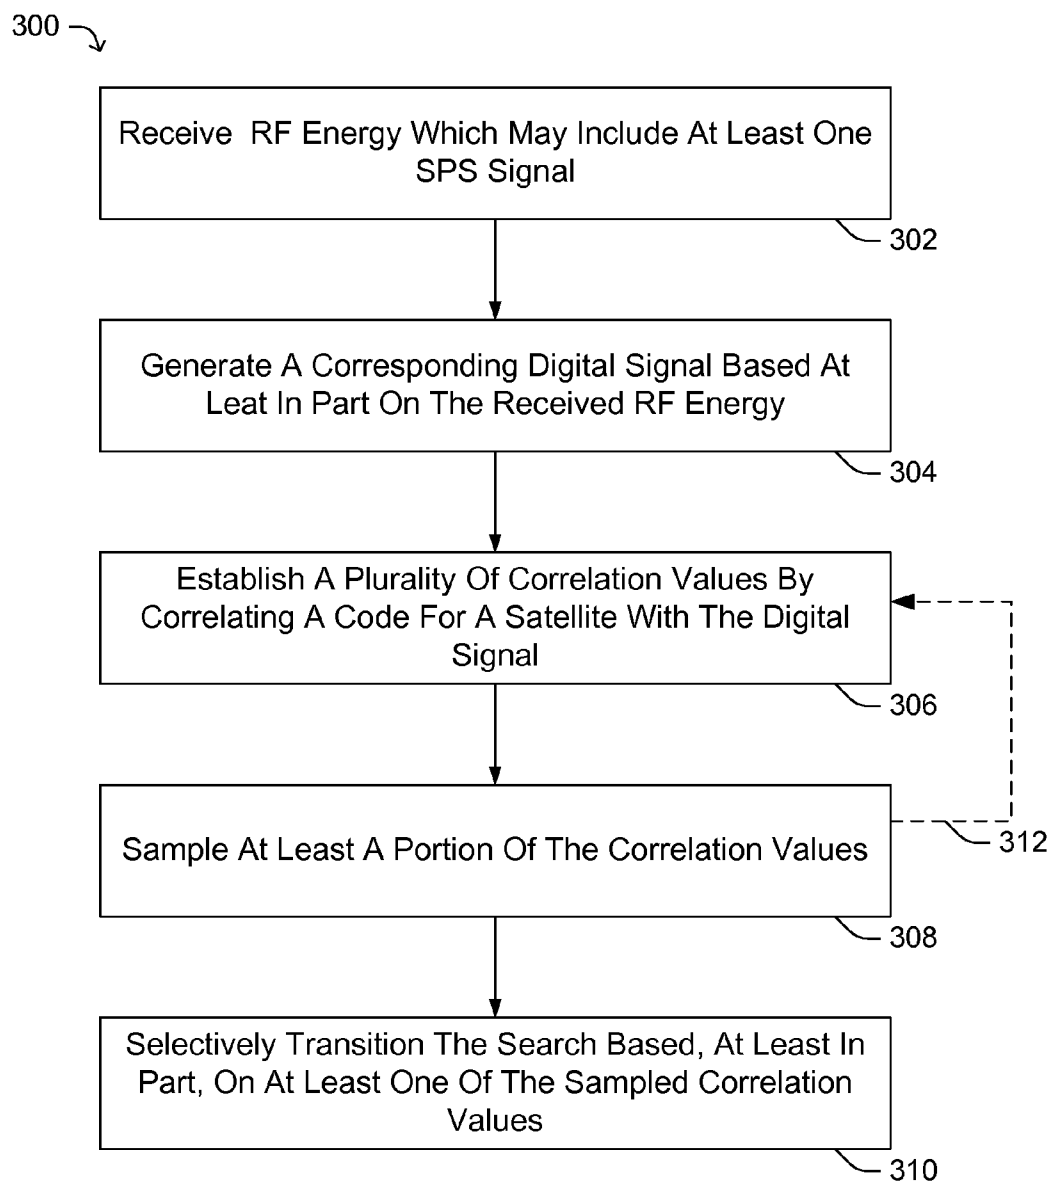 300
Receive RF Energy Which May Include At Least One
SPS Signal
302
Generate A Corresponding Digital Signal Based At
Leat In Part On The Received RF Energy
304
Establish A Plurality Of Correlation Values By
Correlating A Code For A Satellite With The Digital
Signal
306
Sample At Least A Portion Of The Correlation Values
312
308
Selectively Transition The Search Based, At Least In
Part, On At Least One Of The Sampled Correlation
Values
310